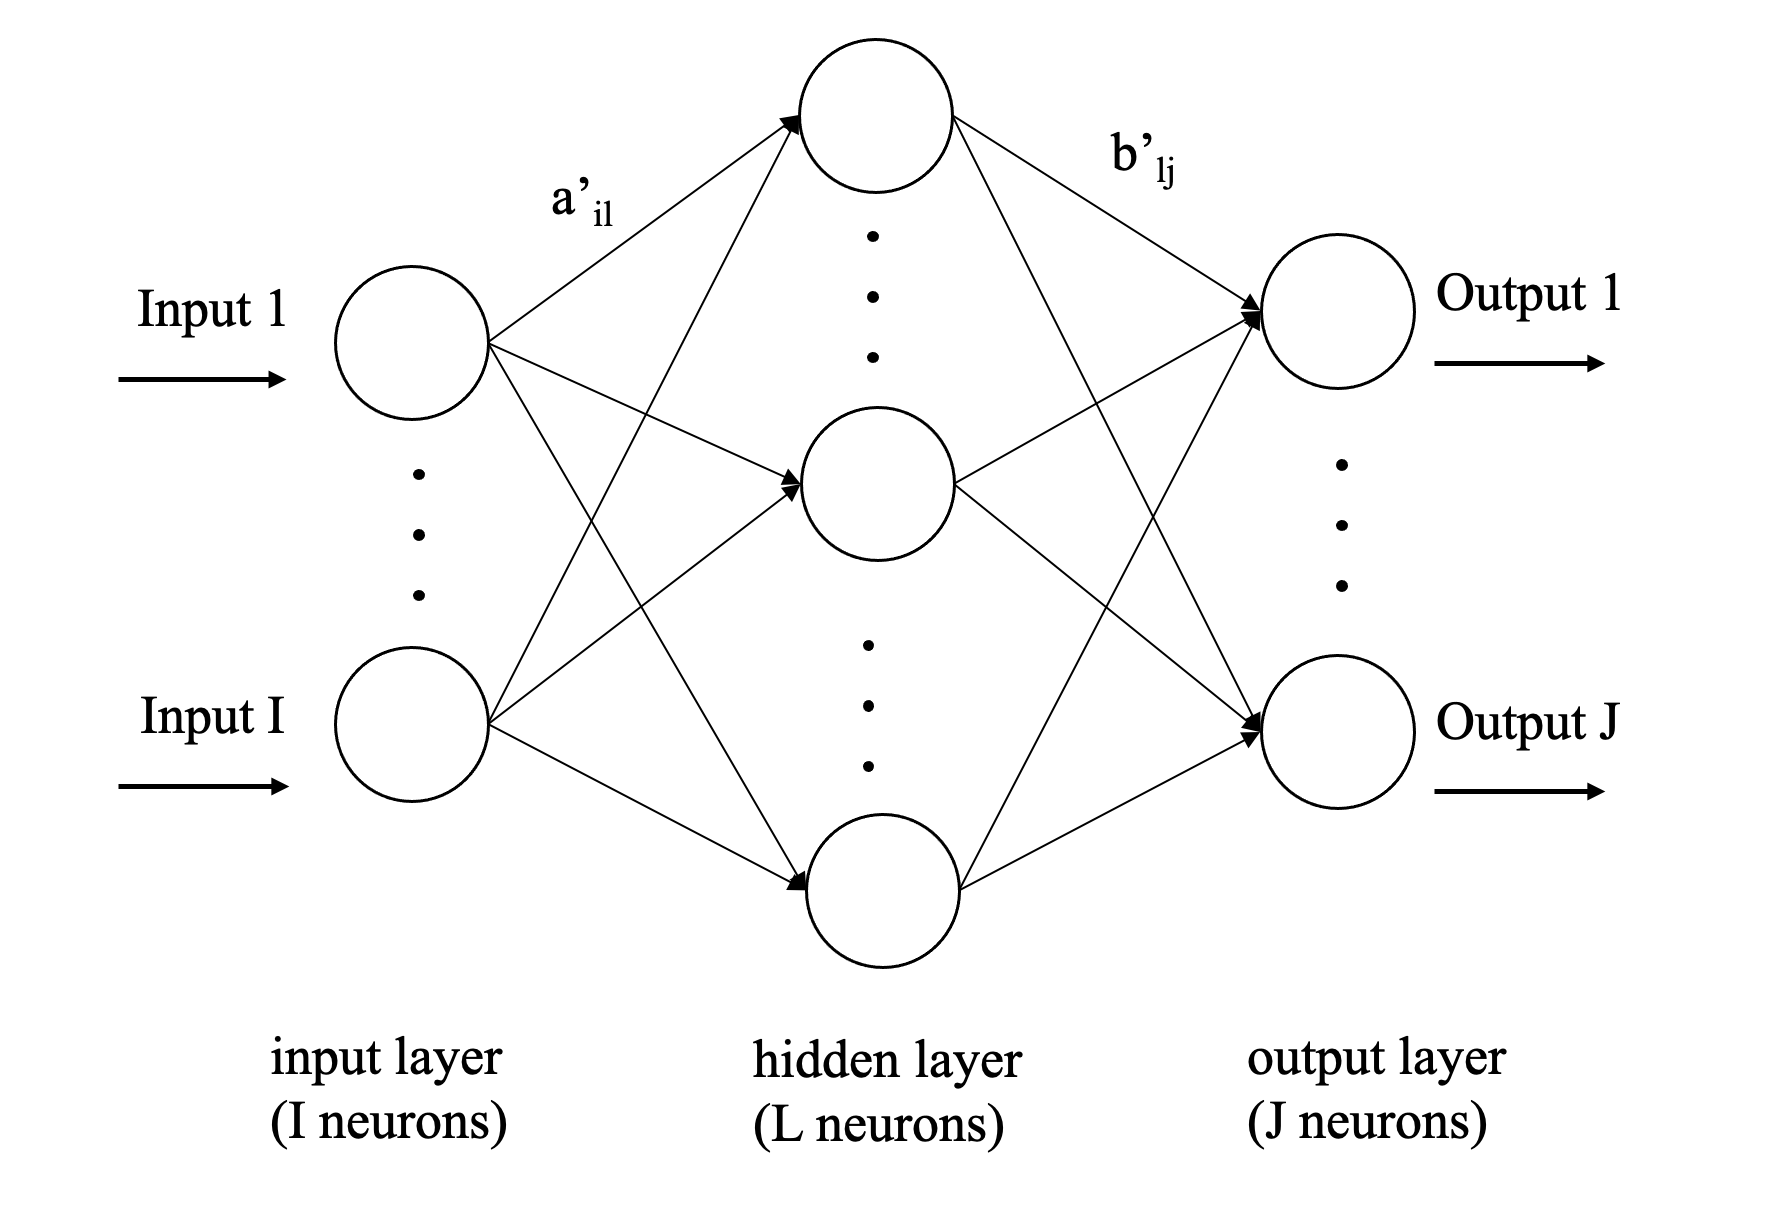 a’il
b’lj
Input 1
Output 1
Input I
Output J
input layer
(I neurons)
hidden layer
(L neurons)
output layer
(J neurons)